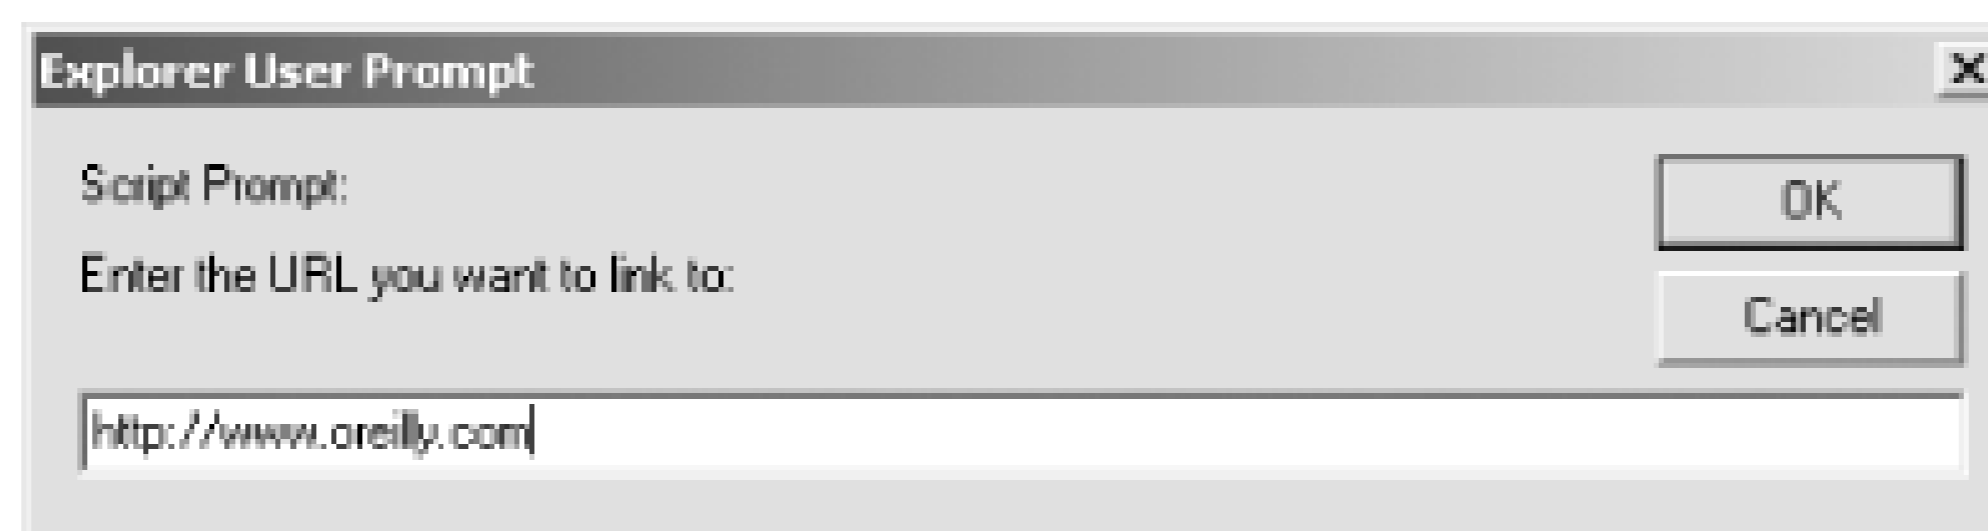 Explorer User Prompt
Script Prompt:
OK
Enter the URL you want to link to:
Cancel
http://www.oreilly.com